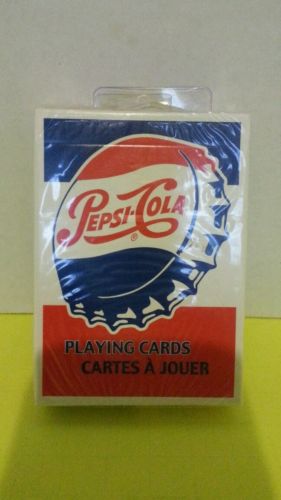 PEPSI-COLA
®
PLAYING CARDS
CARTES À JOUER